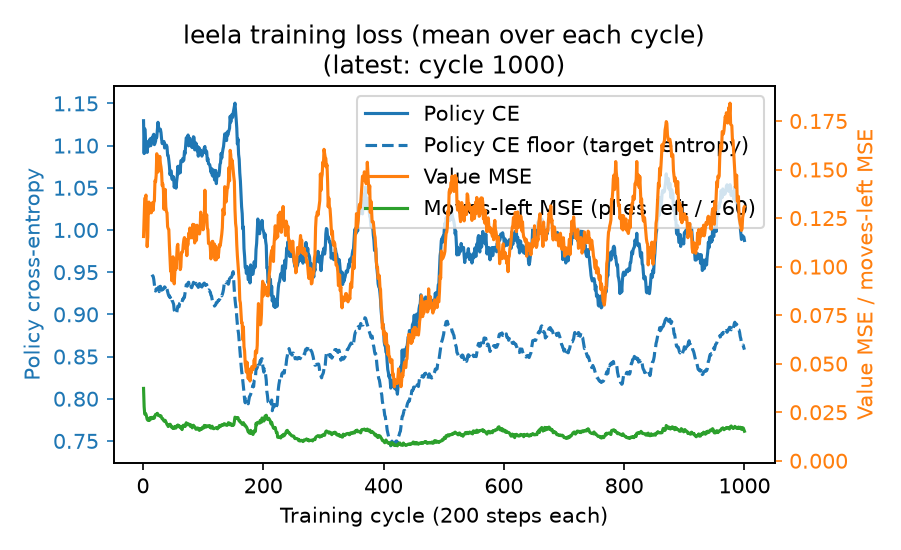 leela training loss (mean over each cycle)
(latest: cycle 1000)
Policy cross-entropy
1.15
1.10
1.05
1.00
0.95
0.90
0.85
0.80
0.75
Policy CE
Policy CE floor (target entropy)
Value MSE
Moves-left MSE (plies left / 160)
0.175
0.150
0.125
0.100
0.075
0.050
0.025
0.000
Value MSE / moves-left MSE
0
200
400
600
800
1000
Training cycle (200 steps each)